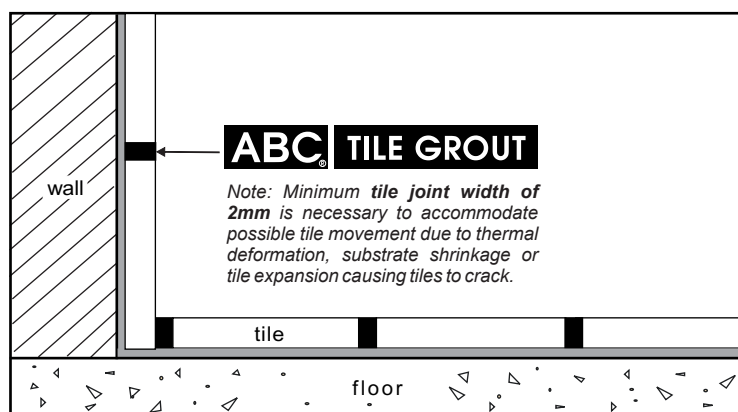 ABC® TILE GROUT
wall
Note: Minimum tile joint width of
2mm is necessary to accommodate
possible tile movement due to thermal
deformation, substrate shrinkage or
tile expansion causing tiles to crack.
tile
floor